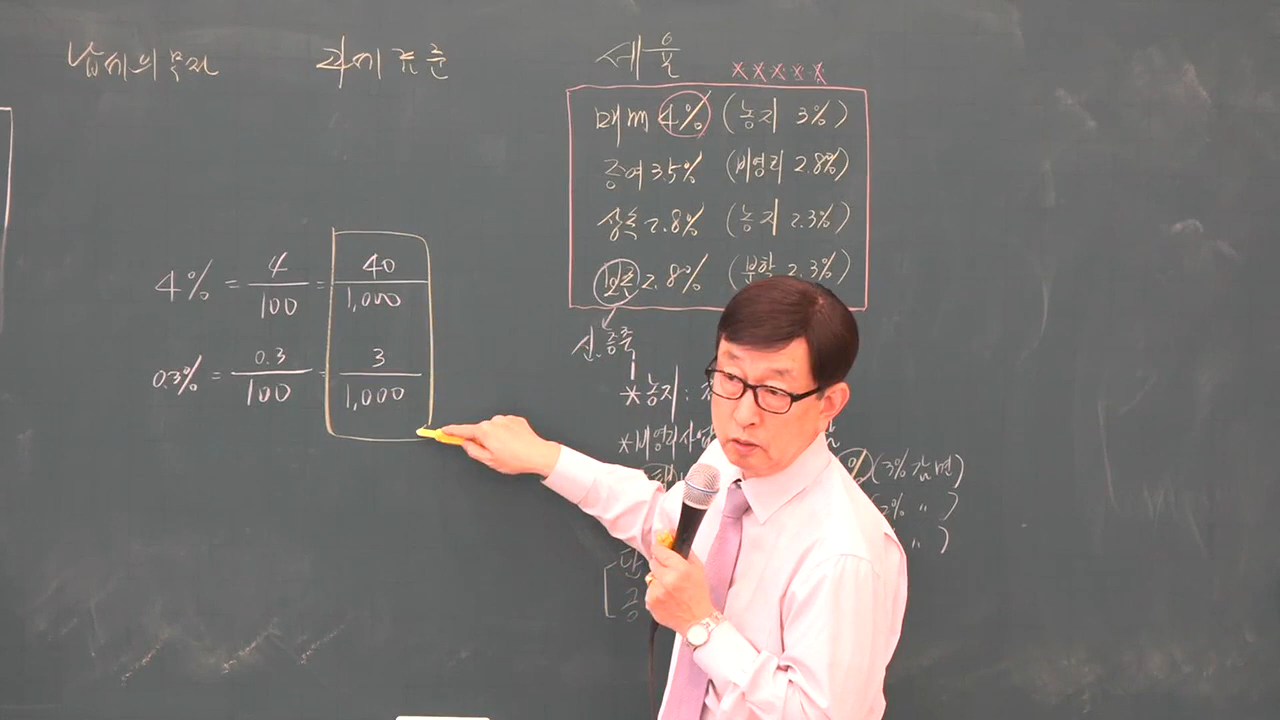 납세의무자 과세표준 세율
매매 4% (농지 3%)
증여 3.5% (비영리 2.8%)
상속 2.8% (농지 2.3%)
보존 2.8% (분할 2.3%)
신.증축
4% = 4/100 = 40/1,000
0.3% = 0.3/100 = 3/1,000
*농지:
*비영리사업
% (3% 감면)
(2% 〃 )
〃 )